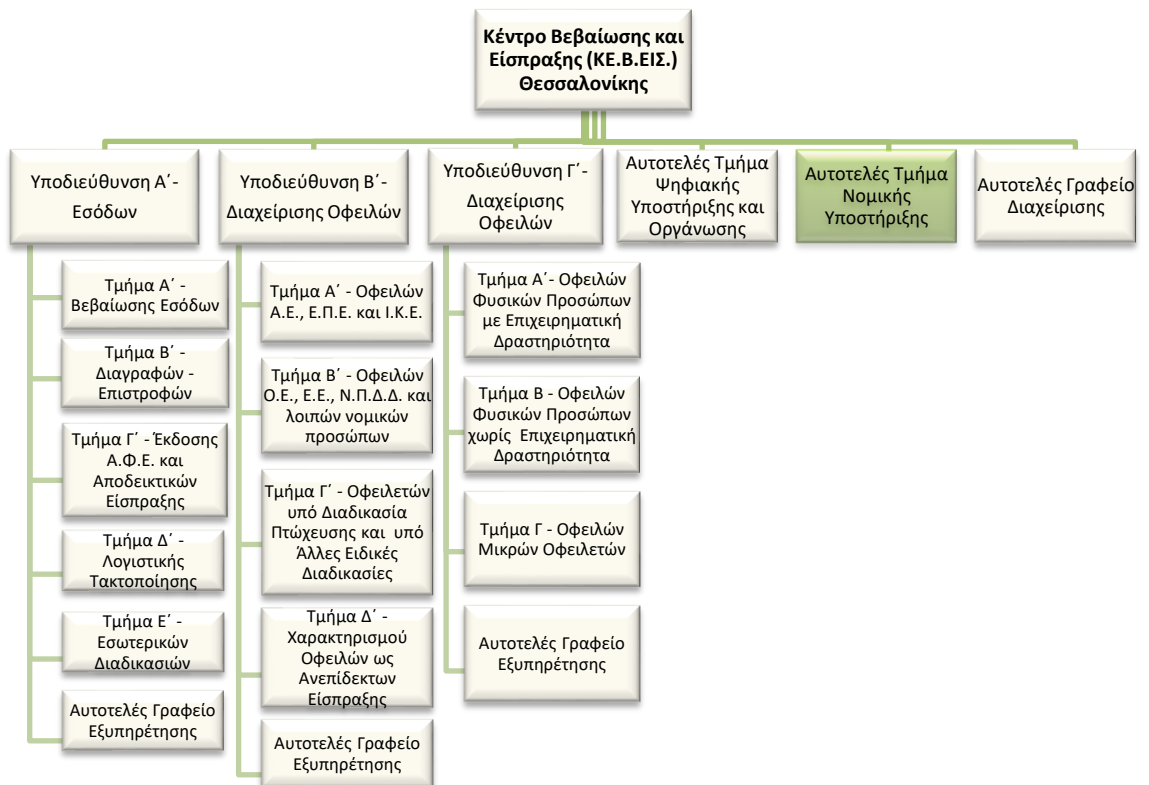 Κέντρο Βεβαίωσης και
Είσπραξης (ΚΕ.Β.ΕΙΣ.)
Θεσσαλονίκης
Υποδιεύθυνση Α΄-
Εσόδων
Υποδιεύθυνση Β΄-
Διαχείρισης Οφειλών
Υποδιεύθυνση Γ΄-
Διαχείρισης
Οφειλών
Αυτοτελές Τμήμα
Ψηφιακής
Υποστήριξης και
Οργάνωσης
Αυτοτελές Τμήμα
Νομικής
Υποστήριξης
Αυτοτελές Γραφείο
Διαχείρισης
Τμήμα Α΄ -
Βεβαίωσης Εσόδων
Τμήμα Β΄ -
Διαγραφών -
Επιστροφών
Τμήμα Γ΄ - Έκδοσης
Α.Φ.Ε. και
Αποδεικτικών
Είσπραξης
Τμήμα Δ΄ -
Λογιστικής
Τακτοποίησης
Τμήμα Ε΄ -
Εσωτερικών
Διαδικασιών
Αυτοτελές Γραφείο
Εξυπηρέτησης
Τμήμα Α΄ - Οφειλών
Α.Ε., Ε.Π.Ε. και Ι.Κ.Ε.
Τμήμα Β΄ - Οφειλών
Ο.Ε., Ε.Ε., Ν.Π.Δ.Δ. και
λοιπών νομικών
προσώπων
Τμήμα Γ΄ - Οφειλετών
υπό Διαδικασία
Πτώχευσης και υπό
Άλλες Ειδικές
Διαδικασίες
Τμήμα Δ΄ -
Χαρακτηρισμού
Οφειλών ως
Ανεπίδεκτων
Είσπραξης
Αυτοτελές Γραφείο
Εξυπηρέτησης
Τμήμα Α΄- Οφειλών
Φυσικών Προσώπων
με Επιχειρηματική
Δραστηριότητα
Τμήμα Β - Οφειλών
Φυσικών Προσώπων
χωρίς Επιχειρηματική
Δραστηριότητα
Τμήμα Γ - Οφειλών
Μικρών Οφειλετών
Αυτοτελές Γραφείο
Εξυπηρέτησης